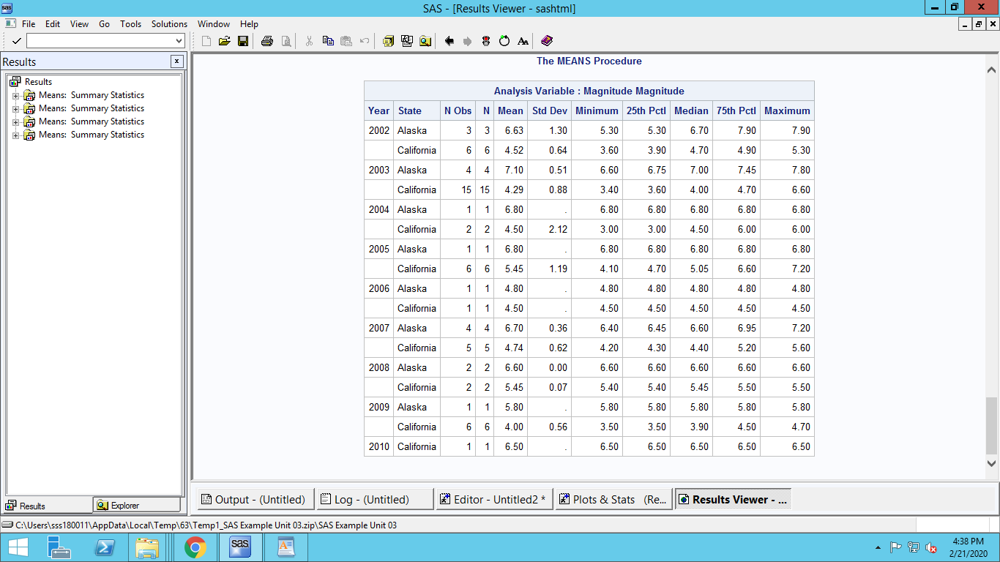 sas SAS - [Results Viewer - sashtml]
File Edit View Go Tools Solutions Window Help
Results
The MEANS Procedure
Results
Means: Summary Statistics
Means: Summary Statistics
Means: Summary Statistics
Means: Summary Statistics
Analysis Variable : Magnitude Magnitude
Year State N Obs N Mean Std Dev Minimum 25th Pctl Median 75th Pctl Maximum
2002 Alaska 3 3 6.63 1.30 5.30 5.30 6.70 7.90 7.90
California 6 6 4.52 0.64 3.60 3.90 4.70 4.90 5.30
2003 Alaska 4 4 7.10 0.51 6.60 6.75 7.00 7.45 7.80
California 15 15 4.29 0.88 3.40 3.60 4.00 4.70 6.60
2004 Alaska 1 1 6.80 . 6.80 6.80 6.80 6.80 6.80
California 2 2 4.50 2.12 3.00 3.00 4.50 6.00 6.00
2005 Alaska 1 1 6.80 . 6.80 6.80 6.80 6.80 6.80
California 6 6 5.45 1.19 4.10 4.70 5.05 6.60 7.20
2006 Alaska 1 1 4.80 . 4.80 4.80 4.80 4.80 4.80
California 1 1 4.50 . 4.50 4.50 4.50 4.50 4.50
2007 Alaska 4 4 6.70 0.36 6.40 6.45 6.60 6.95 7.20
California 5 5 4.74 0.62 4.20 4.30 4.40 5.20 5.60
2008 Alaska 2 2 6.60 0.00 6.60 6.60 6.60 6.60 6.60
California 2 2 5.45 0.07 5.40 5.40 5.45 5.50 5.50
2009 Alaska 1 1 5.80 . 5.80 5.80 5.80 5.80 5.80
California 6 6 4.00 0.56 3.50 3.50 3.90 4.50 4.70
2010 California 1 1 6.50 . 6.50 6.50 6.50 6.50 6.50
Results Explorer
Output - (Untitled) Log - (Untitled) Editor - Untitled2 * Plots & Stats (Re... Results Viewer - ...
C:\Users\sss180011\AppData\Local\Temp\63\Temp1_SAS Example Unit 03.zip\SAS Example Unit 03
sas
4:38 PM
2/21/2020